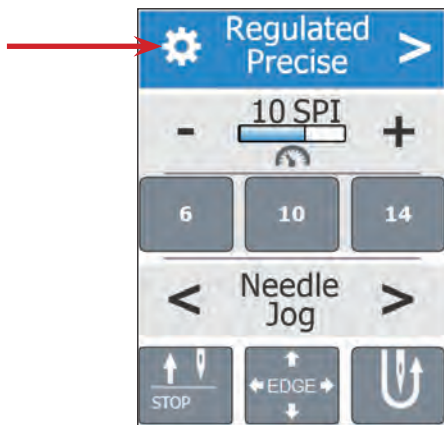 Regulated
Precise
>
- 10 SPI +
6 10 14
< Needle >
Jog
STOP
EDGE